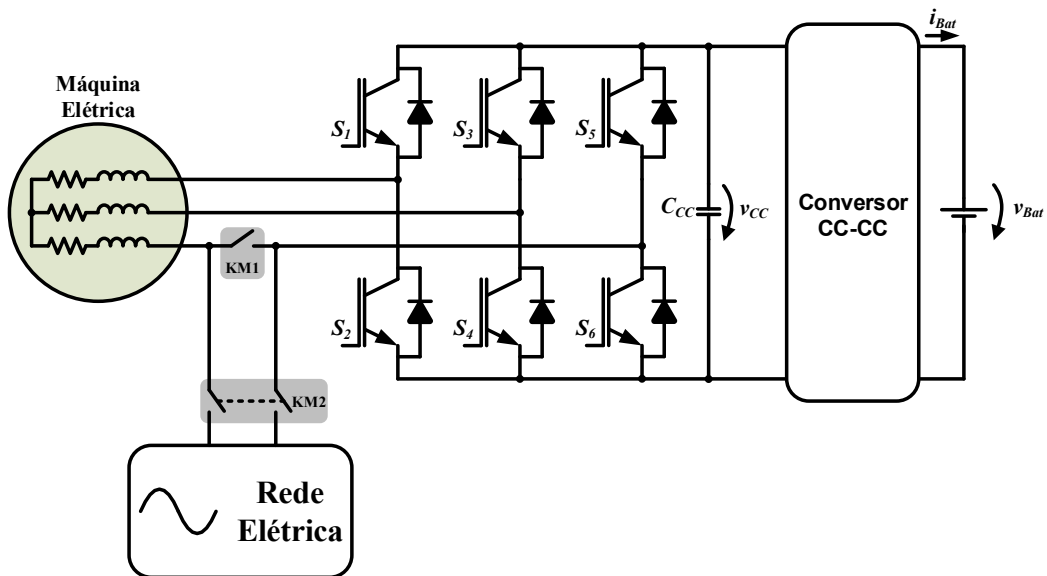 Máquina
Elétrica
S1
S3
S5
S2
S4
S6
KM1
KM2
Rede
Elétrica
CCC
vCC
Conversor
CC-CC
iBat
vBat